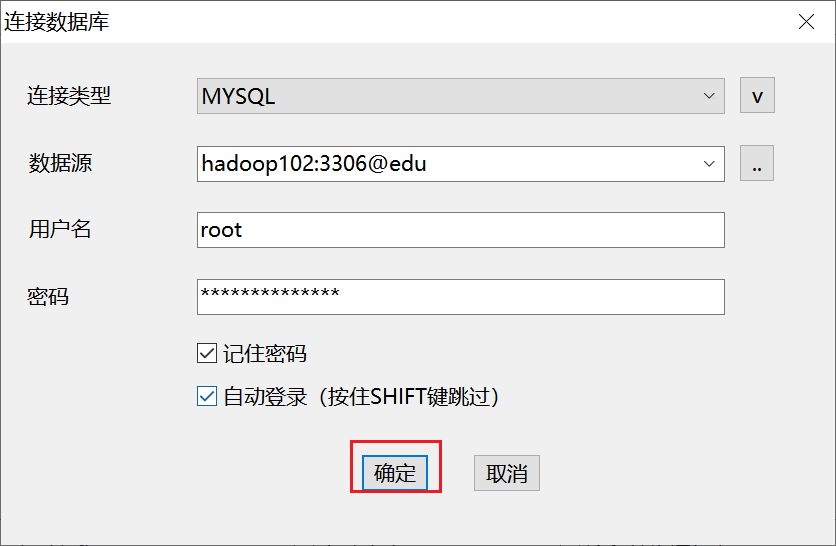 连接数据库
连接类型 MYSQL v
数据源 hadoop102:3306@edu ..
用户名 root
密码 **************
记住密码
自动登录（按住SHIFT键跳过）
确定 取消